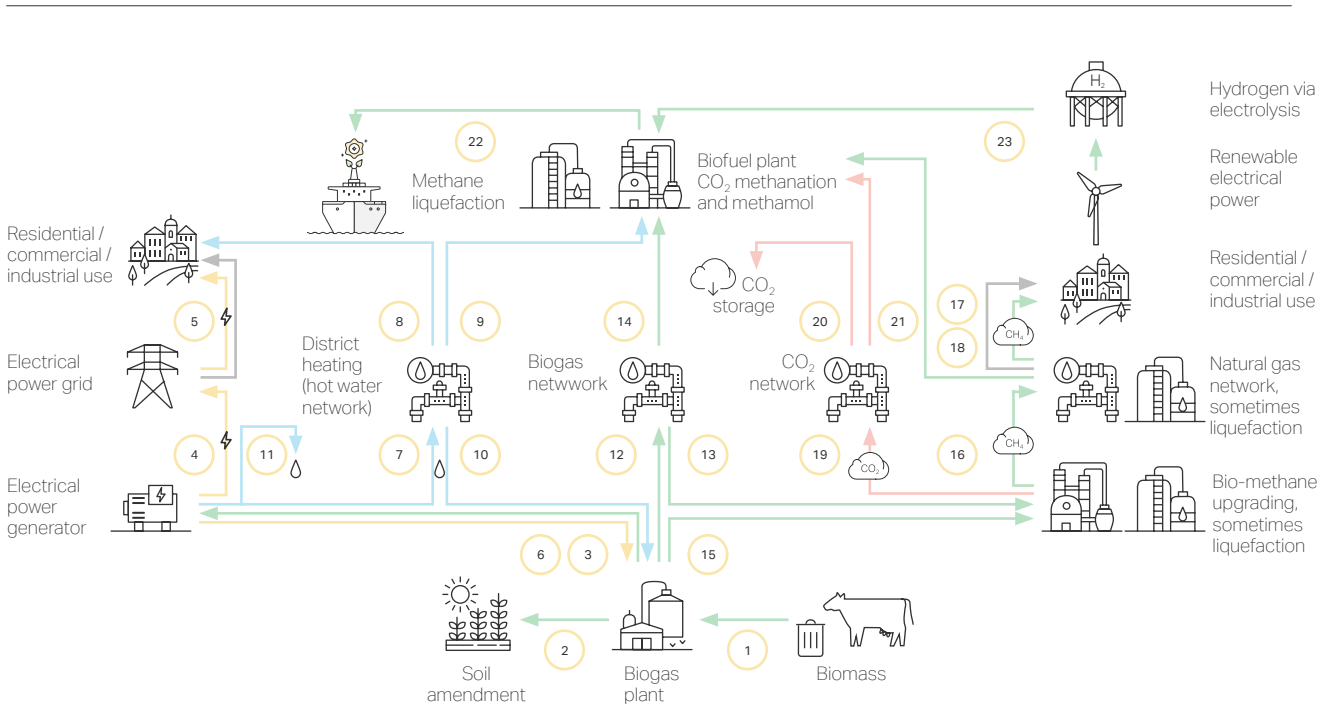 H2
Hydrogen via
electrolysis
23
22
Methane
liquefaction
Biofuel plant
CO2 methanation
and methamol
Renewable
electrical
power
Residential /
commercial /
industrial use
CO2
storage
Residential /
commercial /
industrial use
5
8
9
14
20
21
17
18
CH4
Electrical
power grid
District
heating
(hot water
network)
Biogas
netwwork
CO2
network
Natural gas
network,
sometimes
liquefaction
4
11
7
10
12
13
19
CO2
16
CH4
Electrical
power
generator
Bio-methane
upgrading,
sometimes
liquefaction
6
3
15
2
1
Soil
amendment
Biogas
plant
Biomass